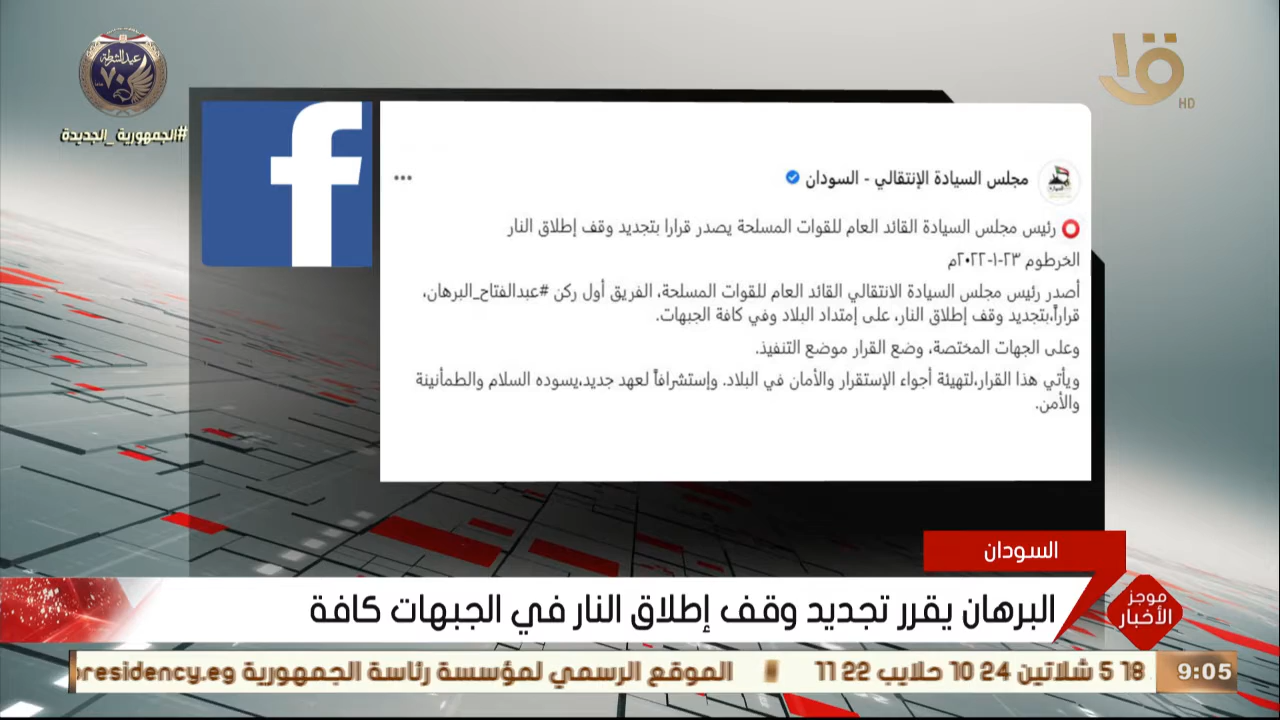 عيد الشرطة
٧٠
#الجمهورية_الجديدة
HD
مجلس السيادة الإنتقالي - السودان
رئيس مجلس السيادة القائد العام للقوات المسلحة يصدر قرارا بتجديد وقف إطلاق النار
الخرطوم ٢٣-١-٢٠٢٢م
أصدر رئيس مجلس السيادة الانتقالي القائد العام للقوات المسلحة، الفريق أول ركن #عبدالفتاح_البرهان،
قراراً،بتجديد وقف إطلاق النار، على إمتداد البلاد وفي كافة الجبهات.
وعلى الجهات المختصة، وضع القرار موضع التنفيذ.
ويأتي هذا القرار،لتهيئة أجواء الإستقرار والأمان في البلاد. وإستشرافاً لعهد جديد،يسوده السلام والطمأنينة
والأمن.
السودان
موجز
الأخبار
البرهان يقرر تجديد وقف إطلاق النار في الجبهات كافة
9:05
18 5 شلاتين 24 10 حلايب 22 11 الموقع الرسمي لمؤسسة رئاسة الجمهورية presidency.eg